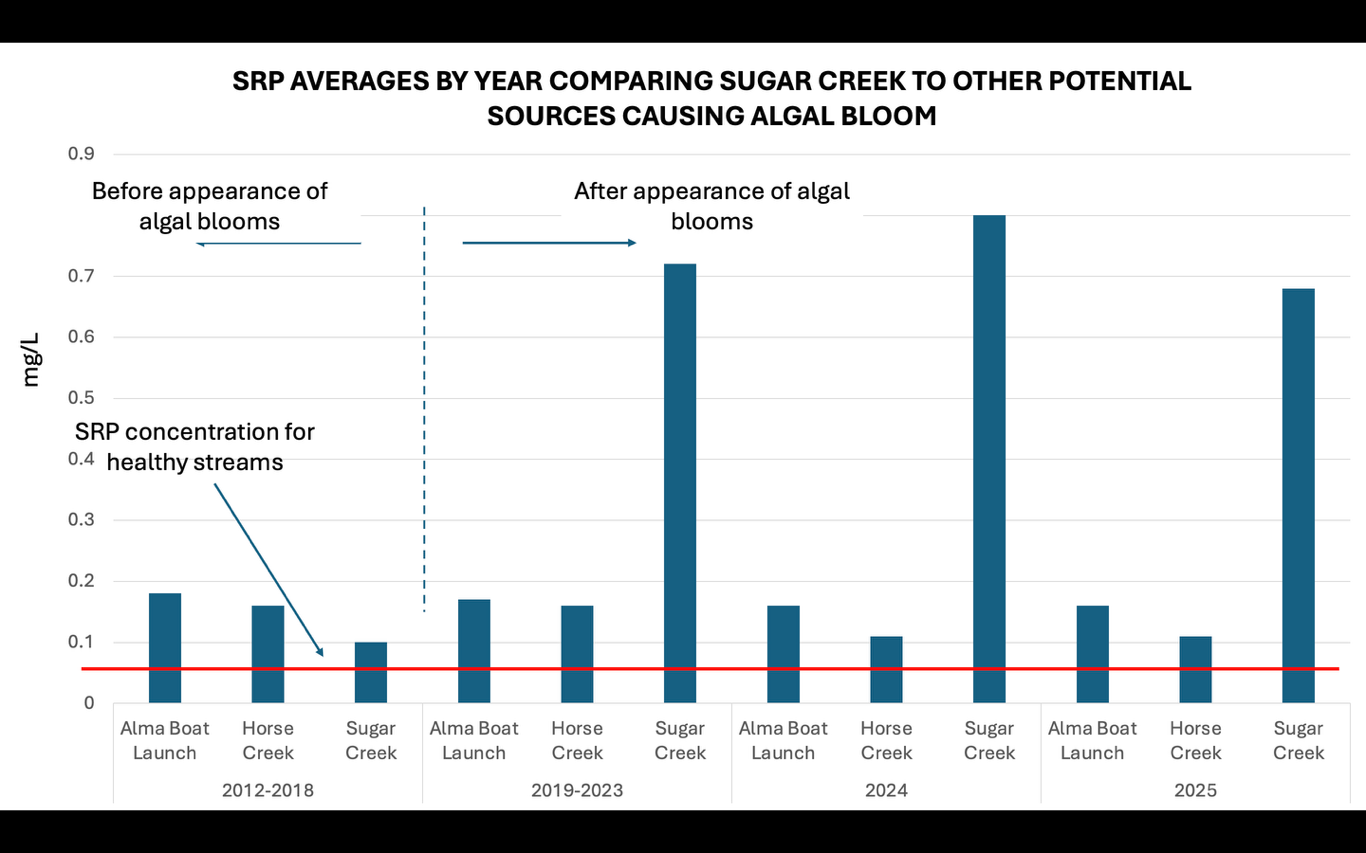 SRP AVERAGES BY YEAR COMPARING SUGAR CREEK TO OTHER POTENTIAL
SOURCES CAUSING ALGAL BLOOM
0.9
Before appearance of
algal blooms
After appearance of algal
blooms
0.7
0.6
mg/L
0.5
SRP concentration for
healthy streams
0.4
0.3
0.2
0.1
0
Alma Boat
Launch
Horse
Creek
Sugar
Creek
Alma Boat
Launch
Horse
Creek
Sugar
Creek
Alma Boat
Launch
Horse
Creek
Sugar
Creek
Alma Boat
Launch
Horse
Creek
Sugar
Creek
2012-2018
2019-2023
2024
2025